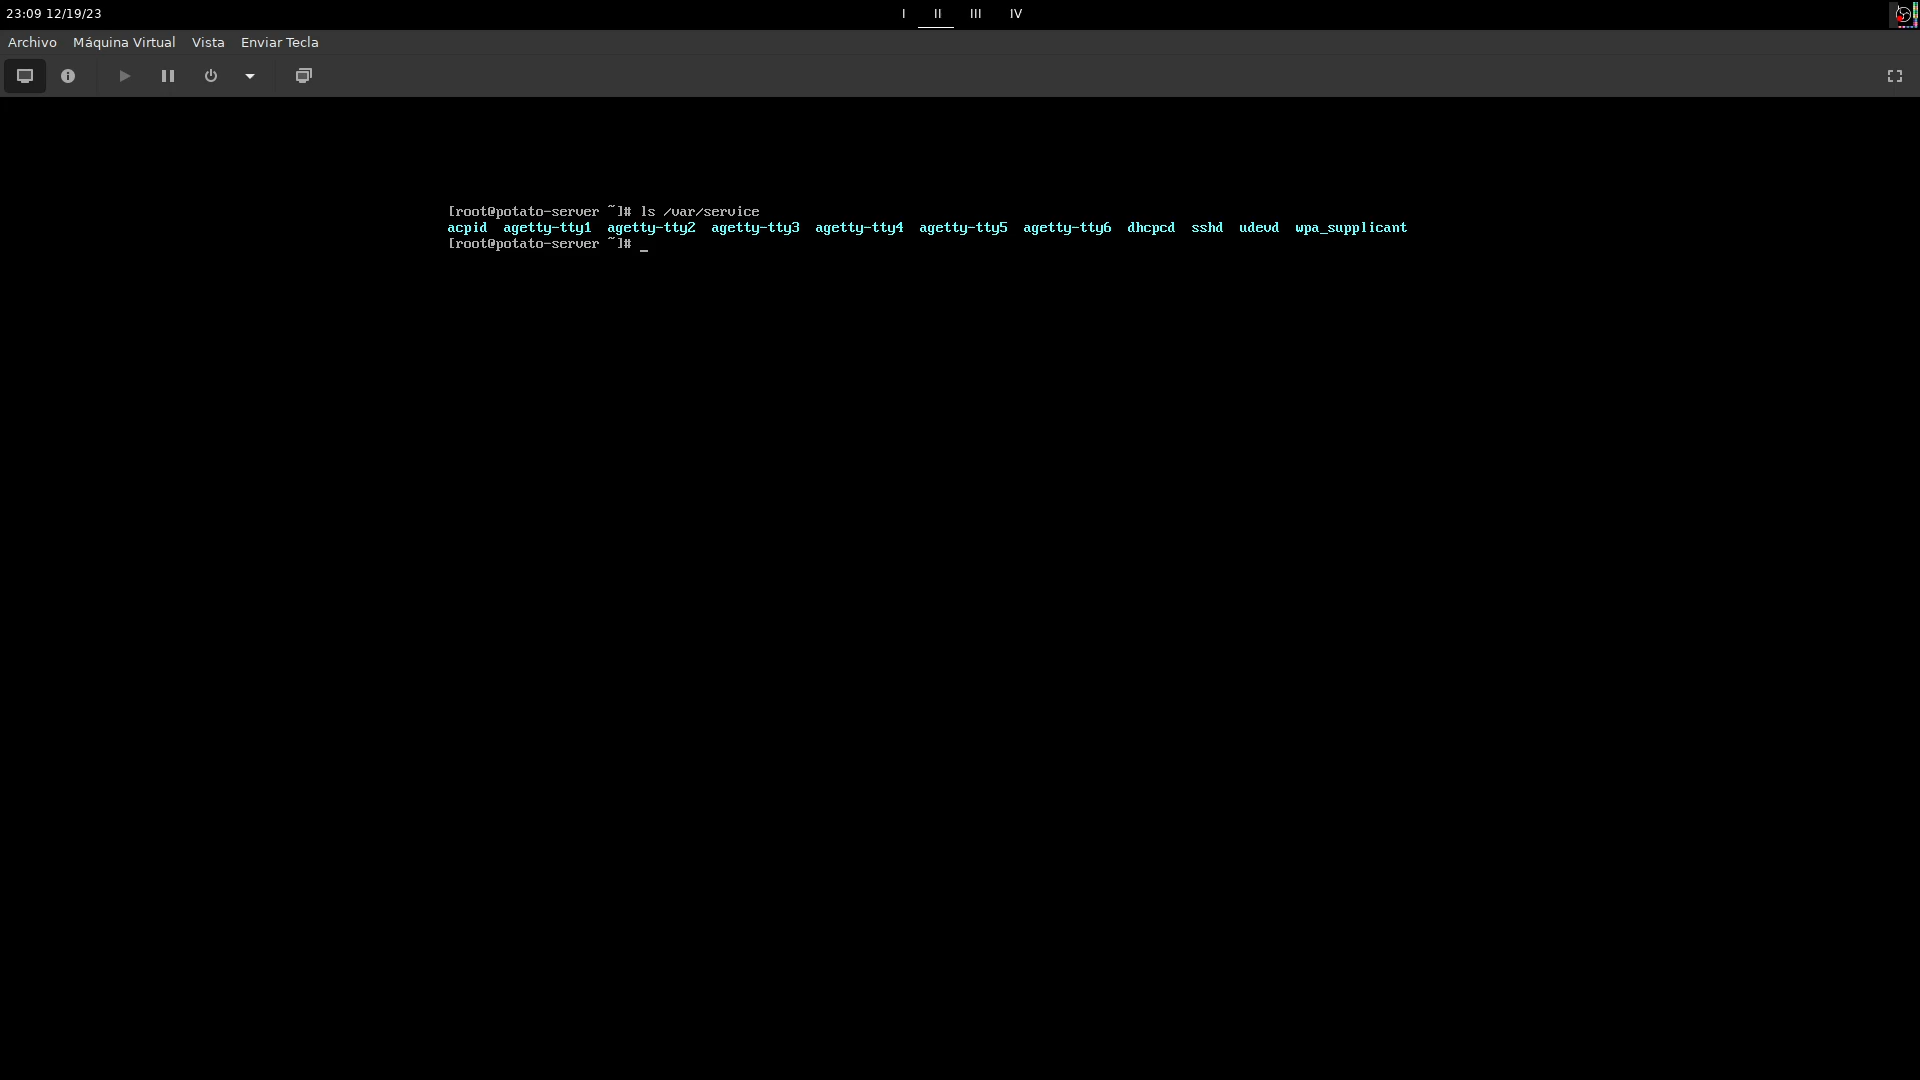 23:09 12/19/23 I II III IV
Archivo Máquina Virtual Vista Enviar Tecla
[root@potato-server ~]# ls /var/service
acpid agetty-tty1 agetty-tty2 agetty-tty3 agetty-tty4 agetty-tty5 agetty-tty6 dhcpcd sshd udevd wpa_supplicant
[root@potato-server ~]# _